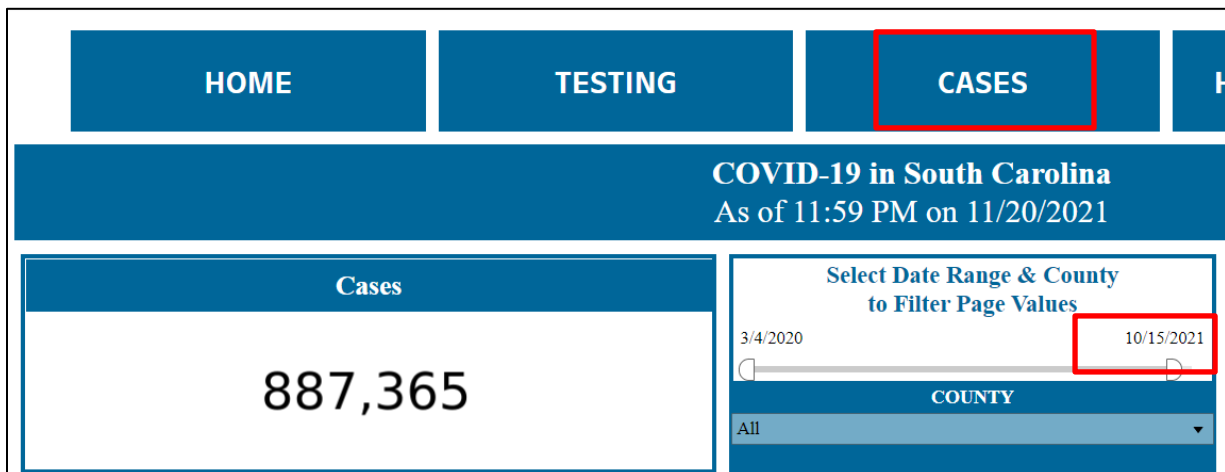 HOME
TESTING
CASES
H
COVID-19 in South Carolina
As of 11:59 PM on 11/20/2021
Cases
887,365
Select Date Range & County
to Filter Page Values
3/4/2020
10/15/2021
COUNTY
All